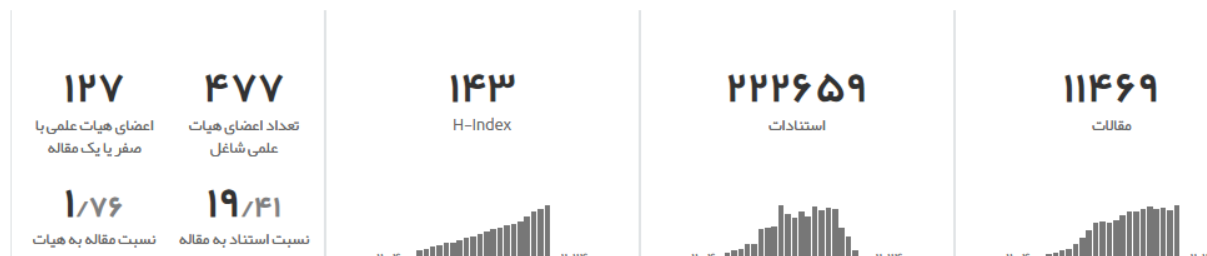 ۱۱۴۶۹
مقالات
۲۲۲۶۵۹
استنادات
۱۴۳
H-Index
۴۷۷
تعداد اعضای هیات
علمی شاغل
۱۲۷
اعضای هیات علمی با
صفر یا یک مقاله
۱۹/۴۱
نسبت استناد به مقاله
۱/۷۶
نسبت مقاله به هیات